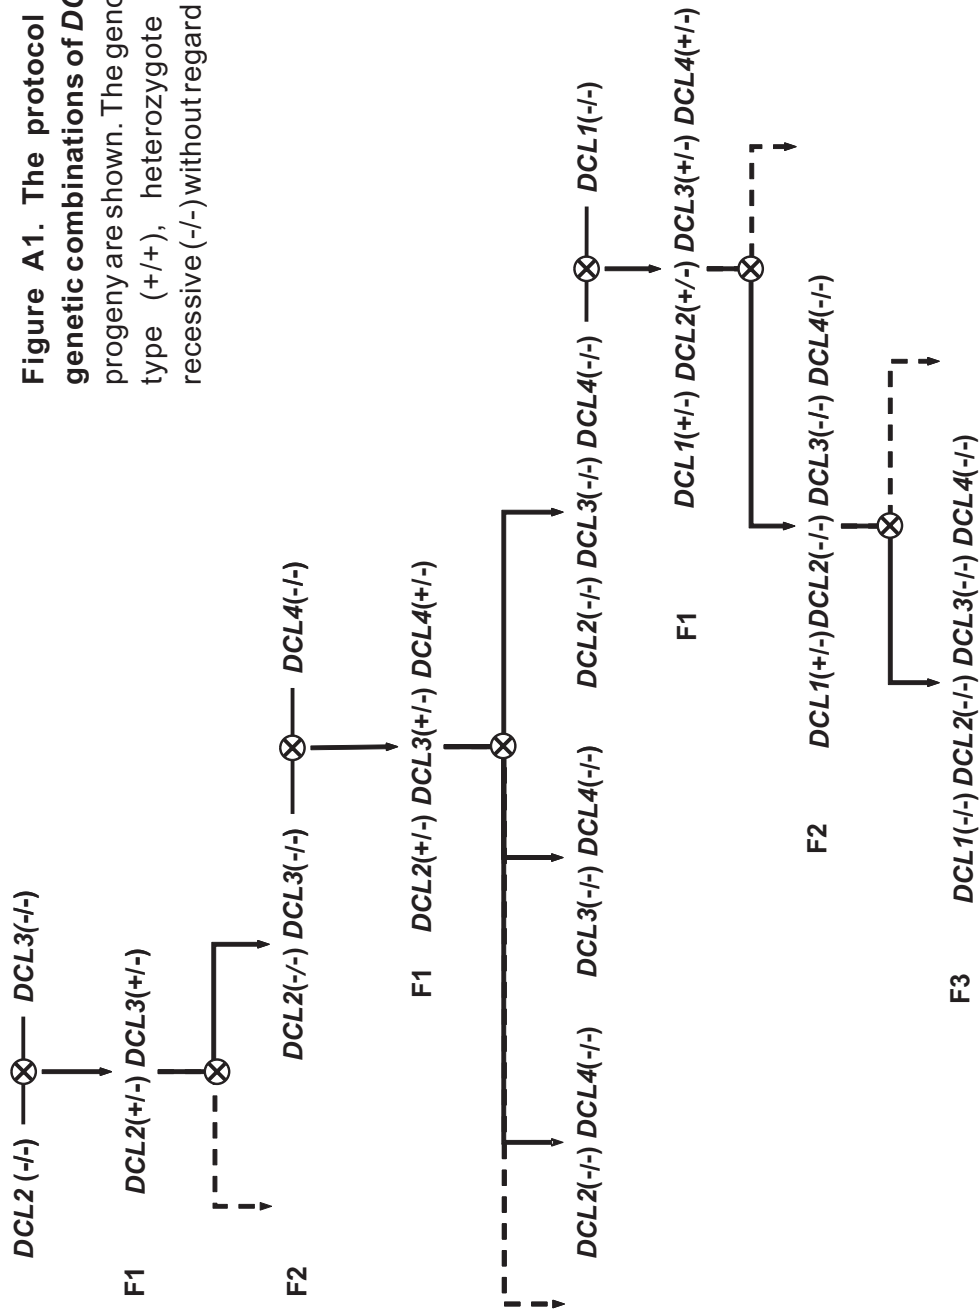 DCL2 (-/-) DCL3(-/-)
F1 DCL2(+/-) DCL3(+/-)
F2 DCL2(-/-) DCL3(-/-) DCL4(-/-)
F1 DCL2(+/-) DCL3(+/-) DCL4(+/-)
DCL2(-/-) DCL4(-/-) DCL3(-/-) DCL4(-/-) DCL2(-/-) DCL3(-/-) DCL4(-/-) DCL1(-/-)
F1 DCL1(+/-) DCL2(+/-) DCL3(+/-) DCL4(+/-)
F2 DCL1(+/-)DCL2(-/-) DCL3(-/-) DCL4(-/-)
F3 DCL1(-/-) DCL2(-/-) DCL3(-/-) DCL4(-/-)
Figure A1. The protocol
genetic combinations of
progeny are shown. The
type (+/+), heterozygote
recessive (-/-) without regard